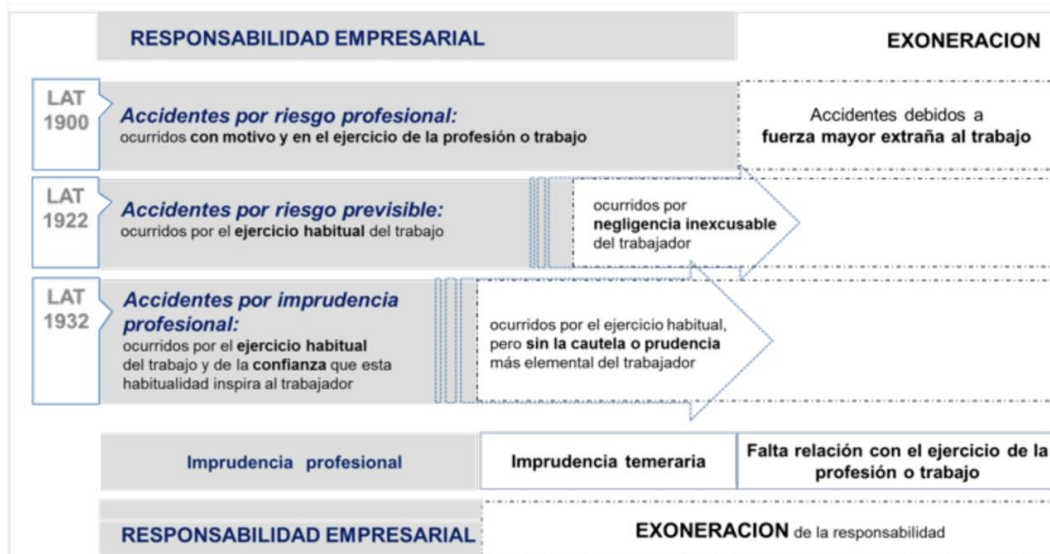 RESPONSABILIDAD EMPRESARIAL
EXONERACION
LAT
1900
Accidentes por riesgo profesional:
ocurridos con motivo y en el ejercicio de la profesión o trabajo
Accidentes debidos a
fuerza mayor extraña al trabajo
LAT
1922
Accidentes por riesgo previsible:
ocurridos por el ejercicio habitual del trabajo
ocurridos por
negligencia inexcusable
del trabajador
LAT
1932
Accidentes por imprudencia
profesional:
ocurridos por el ejercicio habitual
del trabajo y de la confianza que esta
habitualidad inspira al trabajador
ocurridos por el ejercicio habitual,
pero sin la cautela o prudencia
más elemental del trabajador
Imprudencia profesional
Imprudencia temeraria
Falta relación con el ejercicio de la
profesión o trabajo
RESPONSABILIDAD EMPRESARIAL
EXONERACION de la responsabilidad